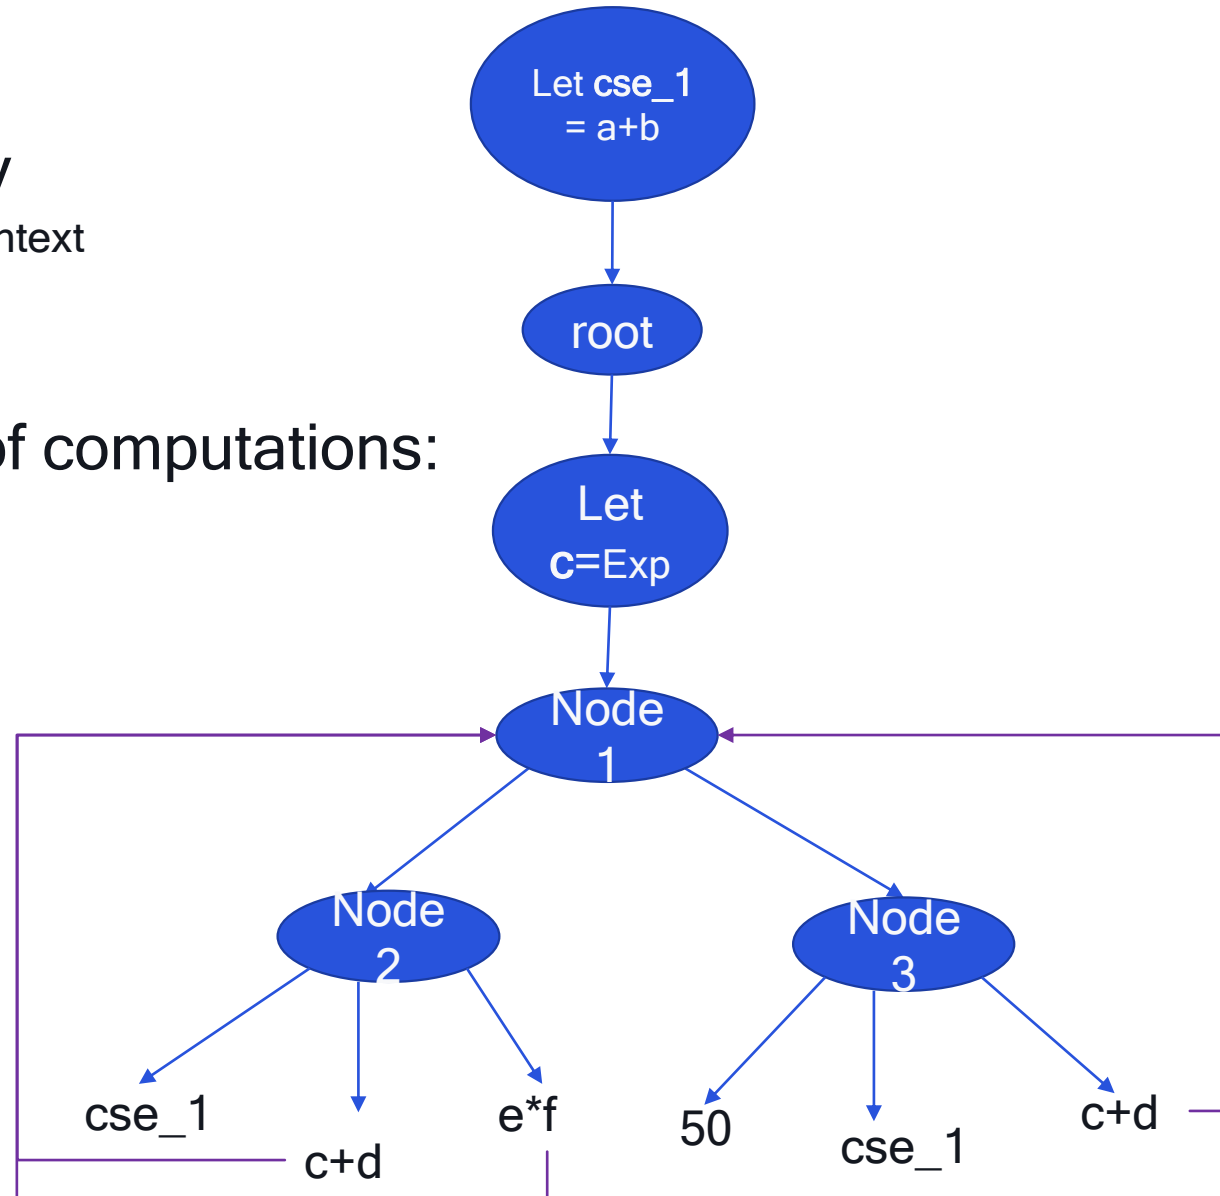 Let cse_1
= a+b
y
ntext
root
of computations:
Let
c=Exp
Node
1
Node
2
Node
3
cse_1
c+d
e*f
50
cse_1
c+d